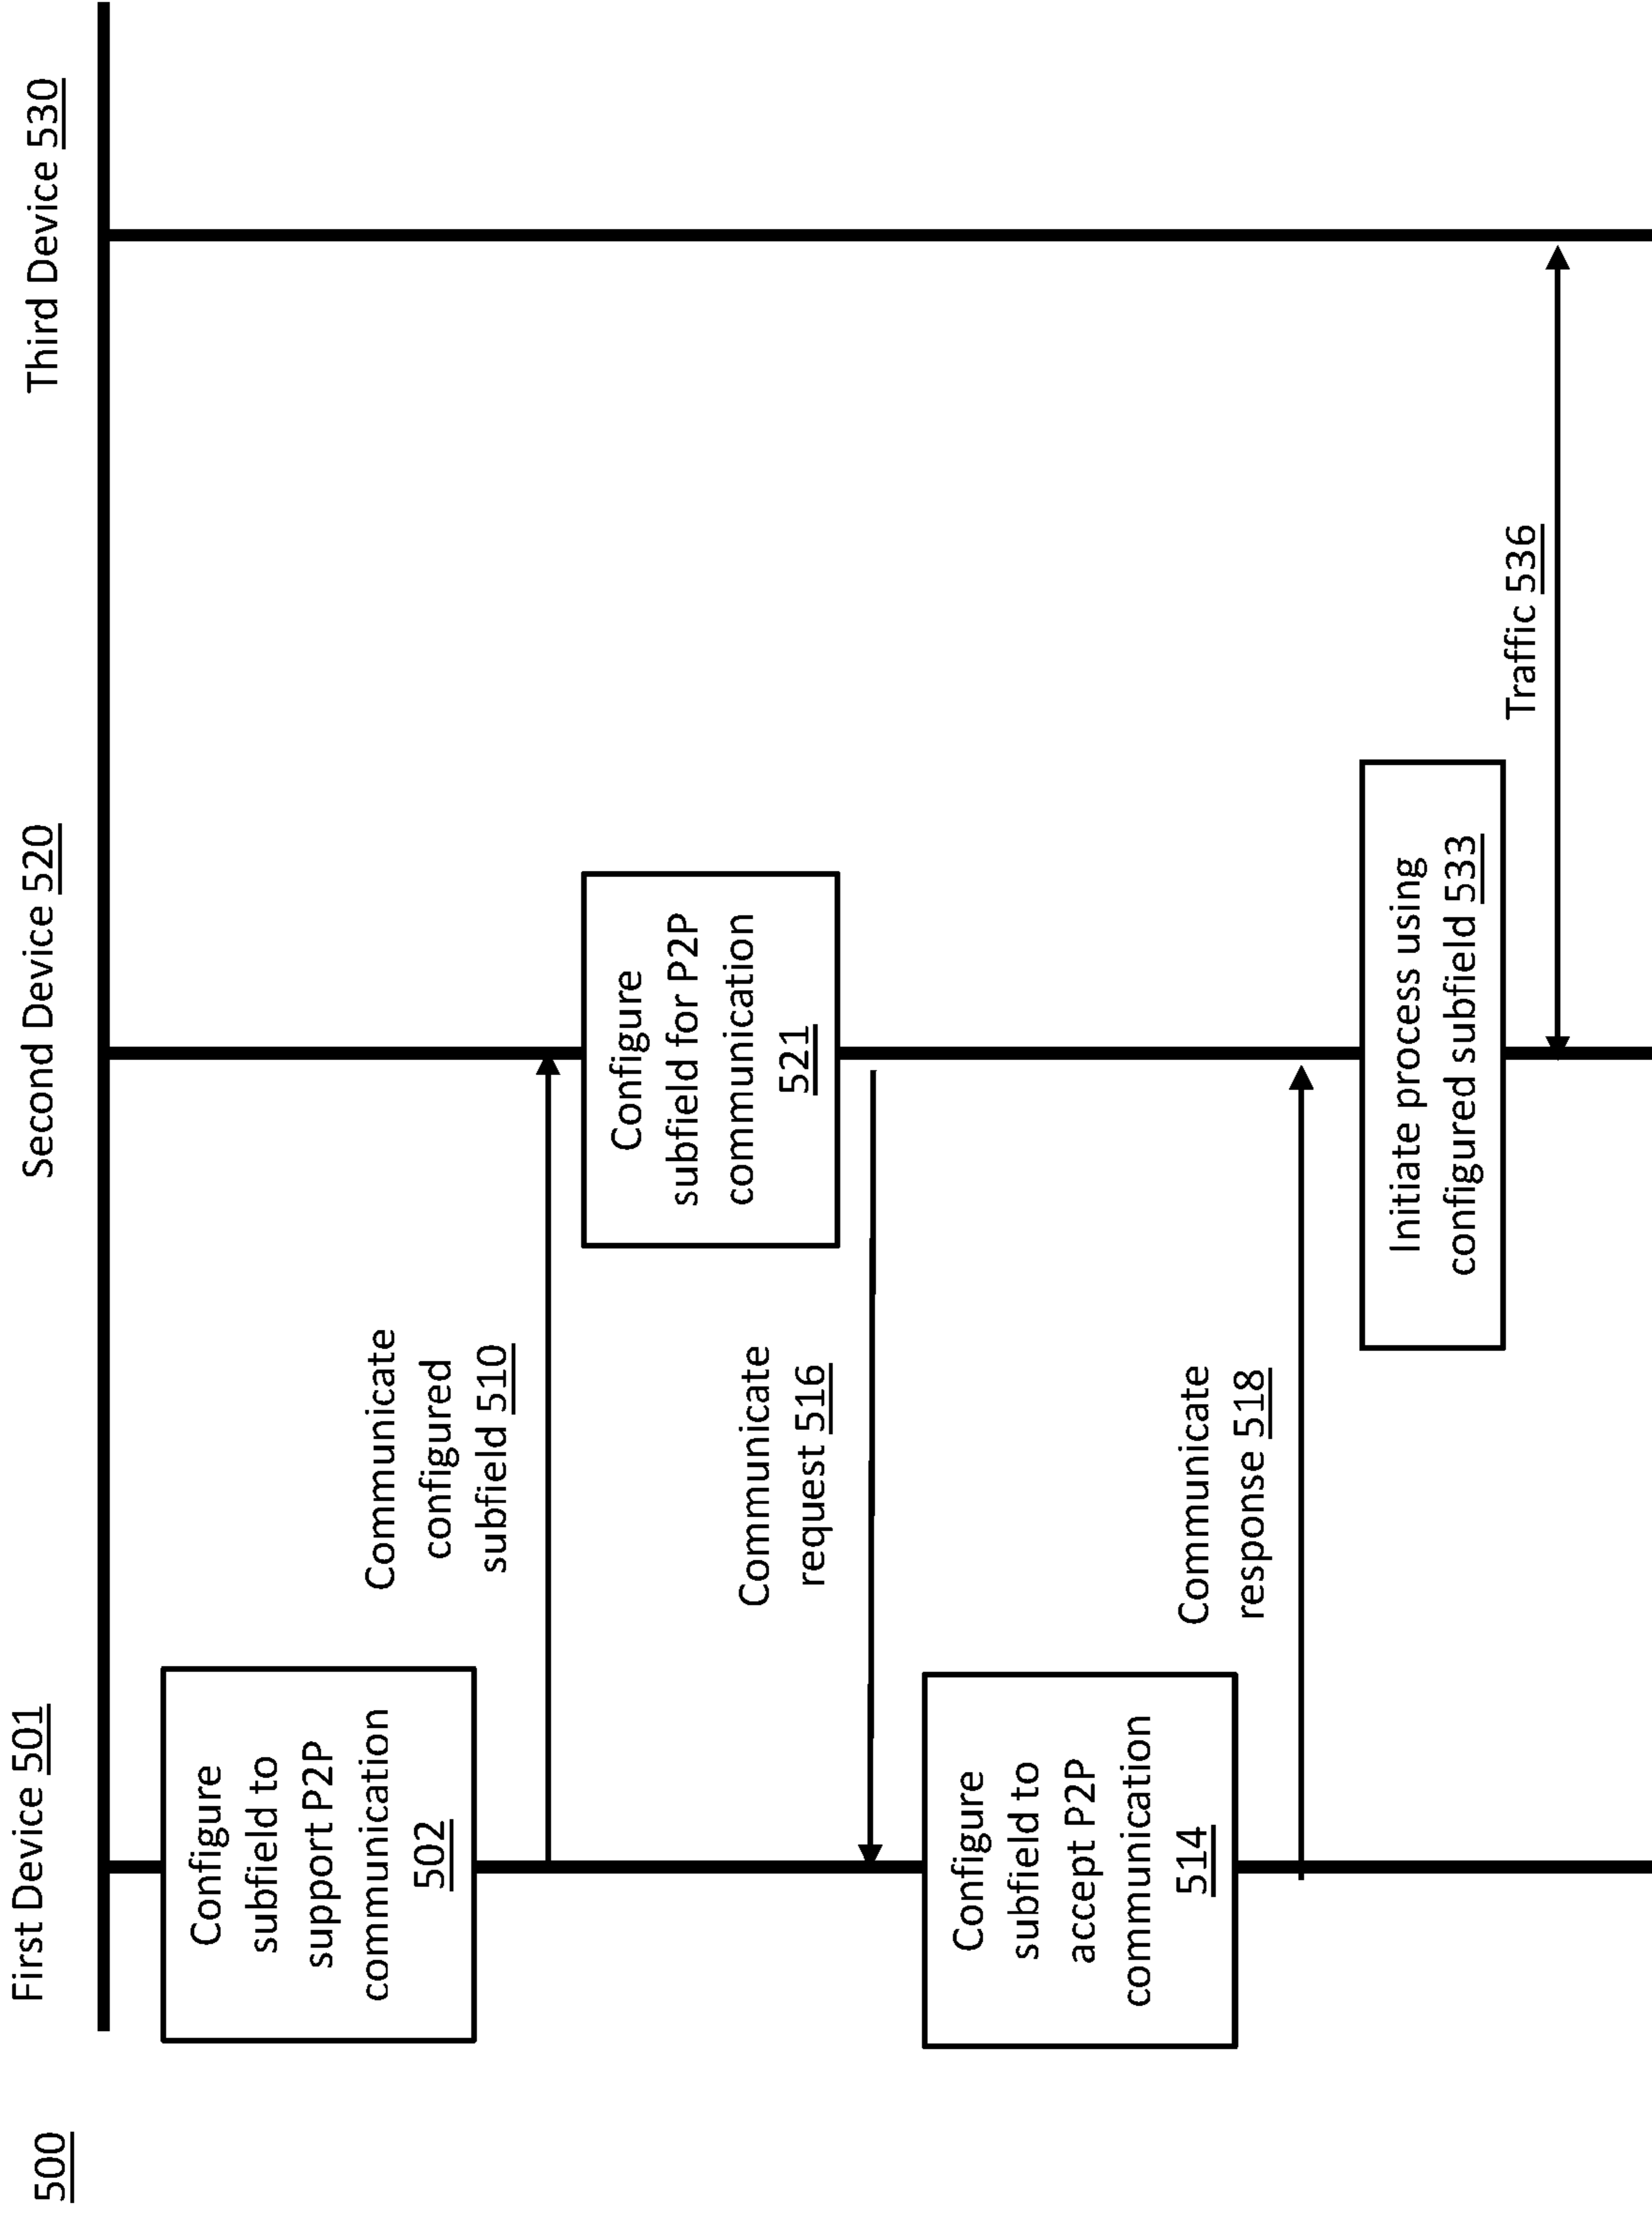 500
First Device 501
Second Device 520
Third Device 530
Configure
subfield to
support P2P
communication
502
Communicate
configured
subfield 510
Configure
subfield for P2P
communication
521
Communicate
request 516
Configure
subfield to
accept P2P
communication
514
Communicate
response 518
Initiate process using
configured subfield 533
Traffic 536